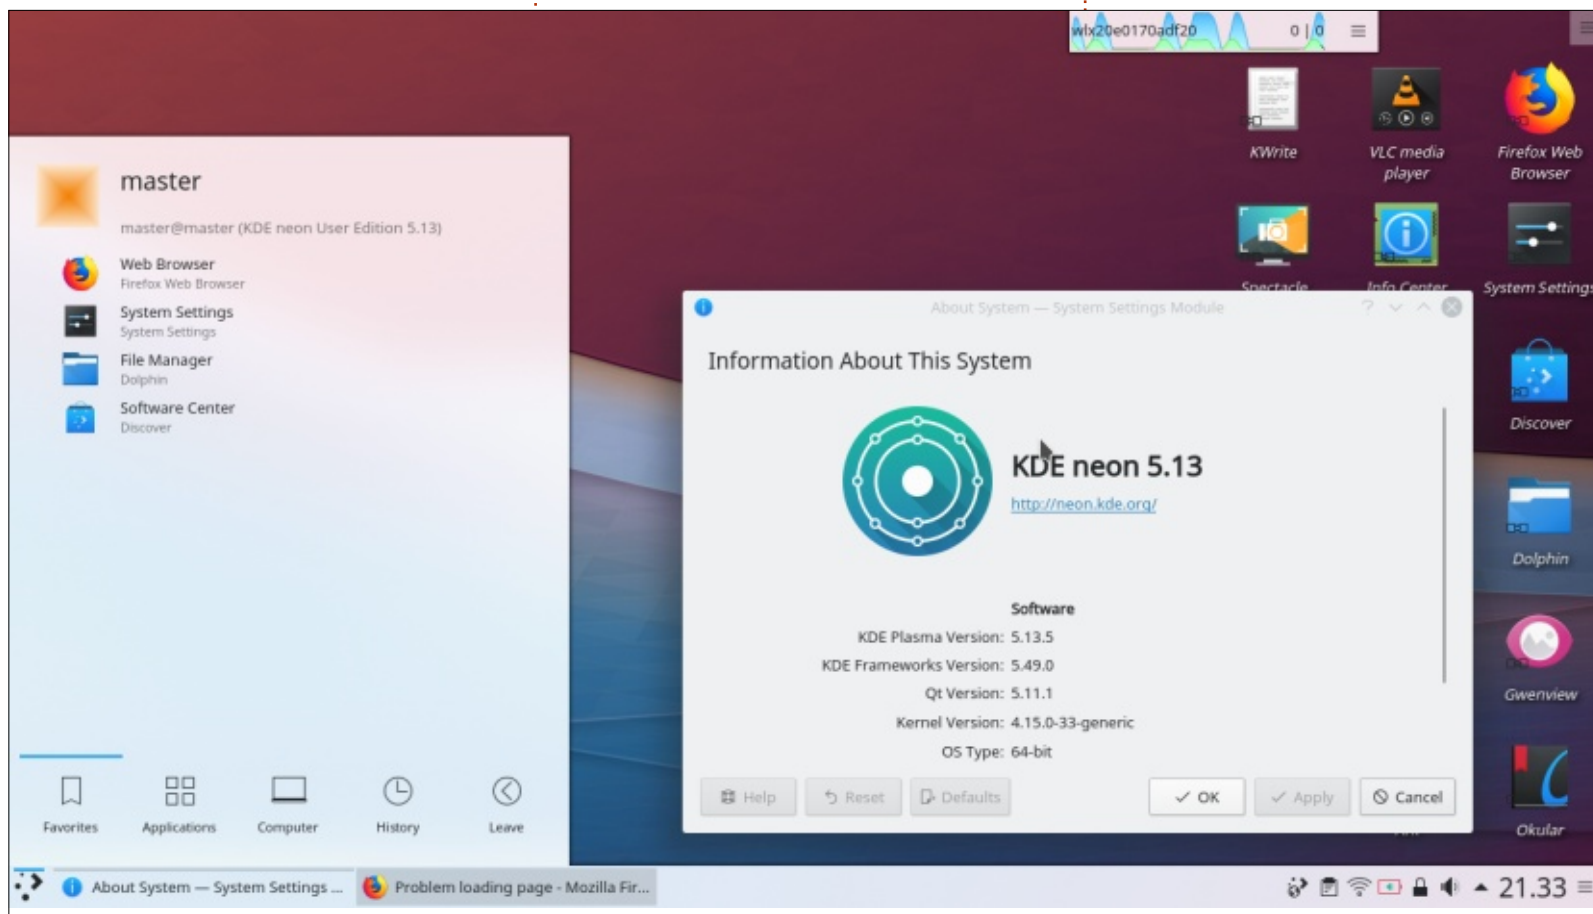 wlx20e0170adf20 0 | 0
KWrite
VLC media player
Firefox Web Browser
Spectacle
Info Center
System Settings
Discover
Dolphin
Gwenview
Okular
master
master@master (KDE neon User Edition 5.13)
Web Browser
Firefox Web Browser
System Settings
System Settings
File Manager
Dolphin
Software Center
Discover
Favorites
Applications
Computer
History
Leave
About System — System Settings Module
Information About This System
KDE neon 5.13
http://neon.kde.org/
Software
KDE Plasma Version: 5.13.5
KDE Frameworks Version: 5.49.0
Qt Version: 5.11.1
Kernel Version: 4.15.0-33-generic
OS Type: 64-bit
Help
Reset
Defaults
OK
Apply
Cancel
About System — System Settings ...
Problem loading page - Mozilla Fir...
21.33